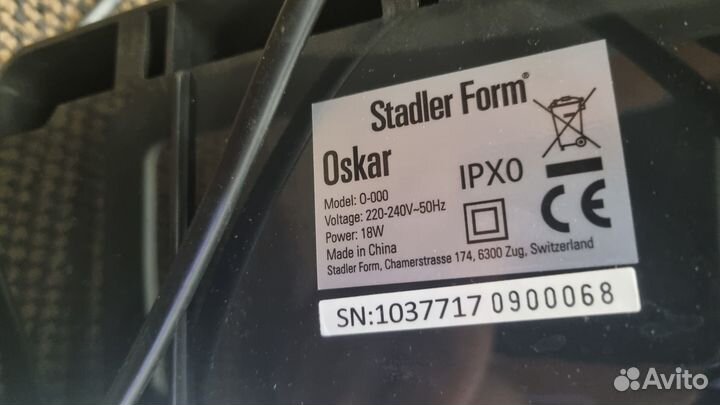 Stadler Form®
Oskar
IPX0
Model: O-000
Voltage: 220-240V~50Hz
Power: 18W
Made in China
Stadler Form, Chamerstrasse 174, 6300 Zug, Switzerland
CE
SN:1037717 0900068
Avito